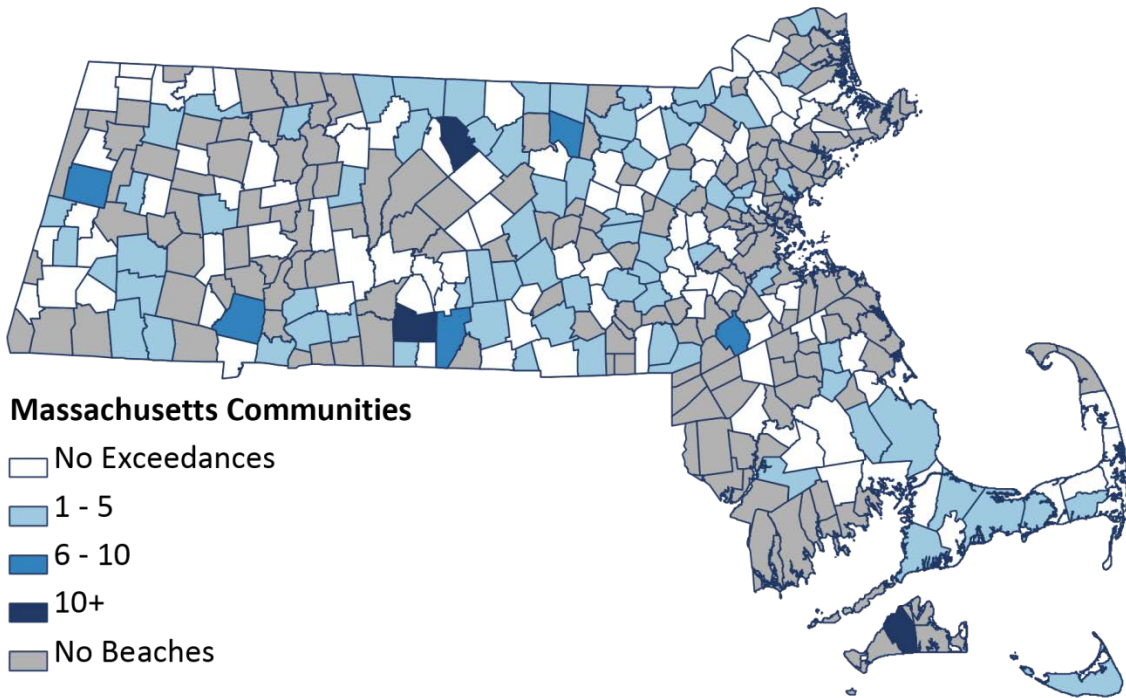 Massachusetts Communities
No Exceedances
1 - 5
6 - 10
10+
No Beaches